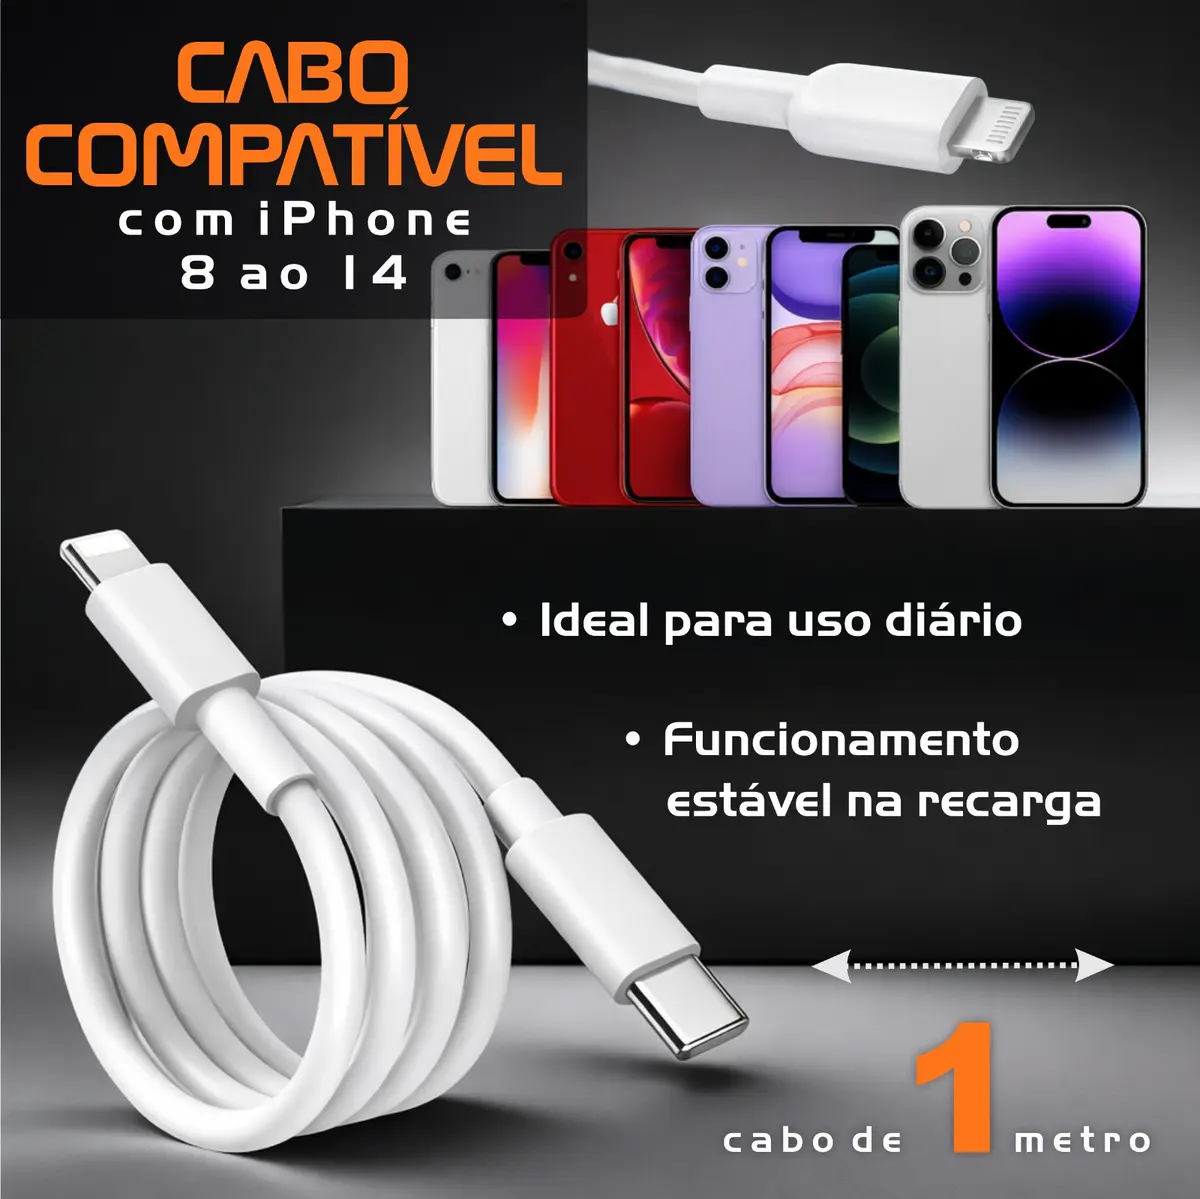 CABO
COMPATÍVEL
com iPhone
8 ao 14
• Ideal para uso diário
• Funcionamento
estável na recarga
cabo de 1 metro